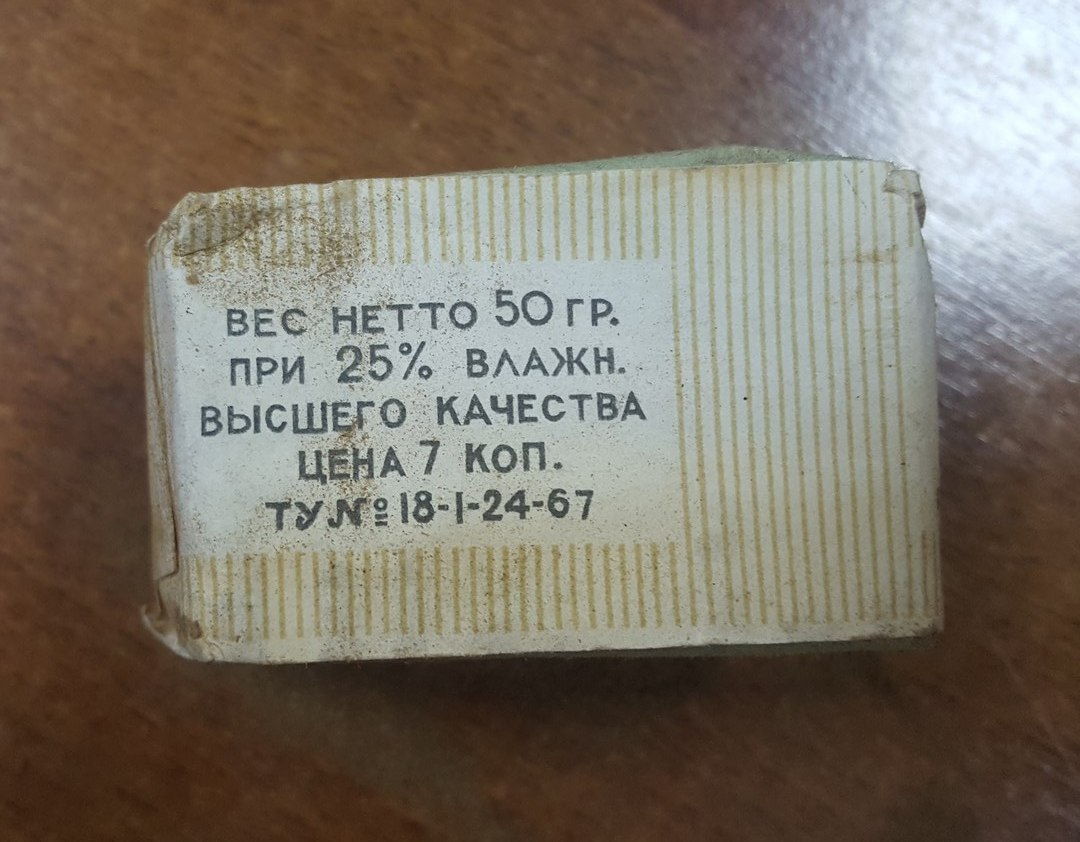 ВЕС НЕТТО 50 ГР.
ПРИ 25% ВЛАЖН.
ВЫСШЕГО КАЧЕСТВА
ЦЕНА 7 КОП.
ТУ № 18-1-24-67